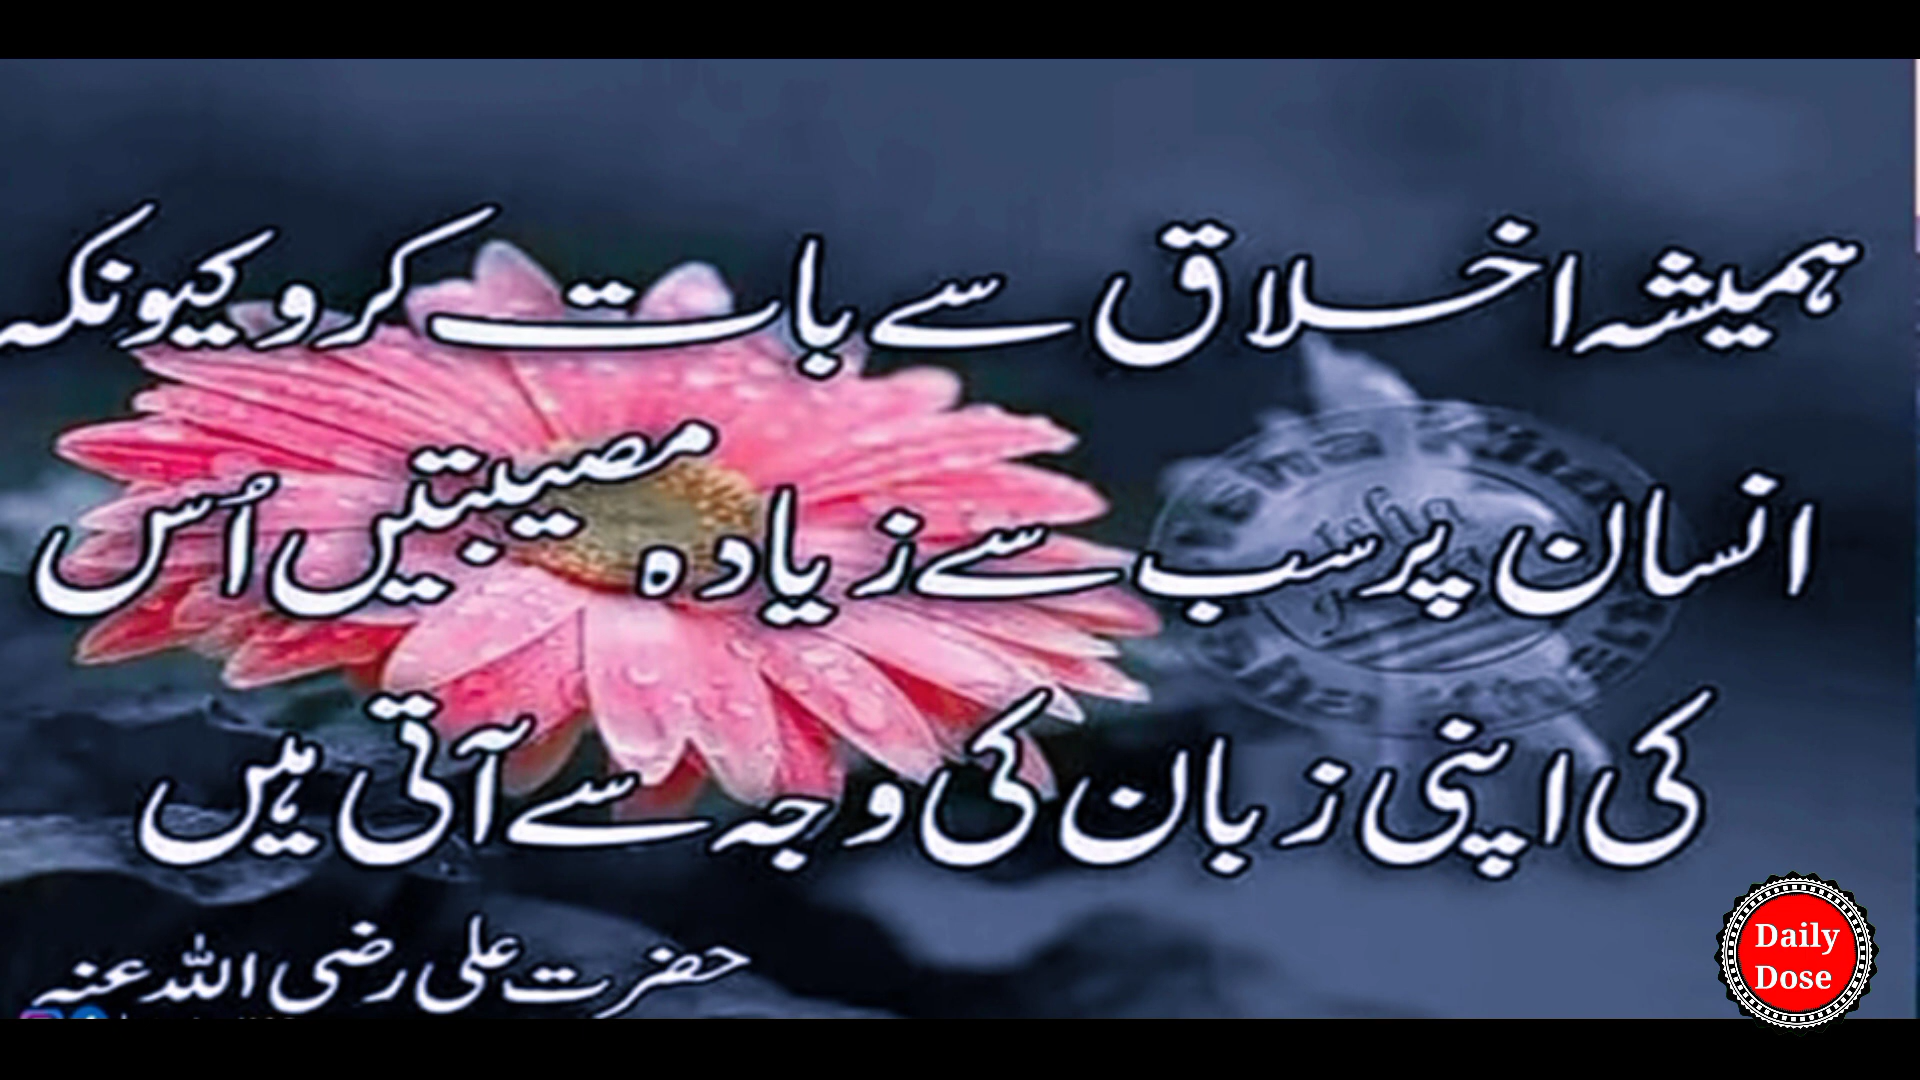 ہمیشہ اخلاق سے بات کرو کیونکہ
انسان پر سب سے زیادہ مصیبتیں اُس
کی اپنی زبان کی وجہ سے آتی ہیں
حضرت علی رضی اللہ عنہ
Daily
Dose